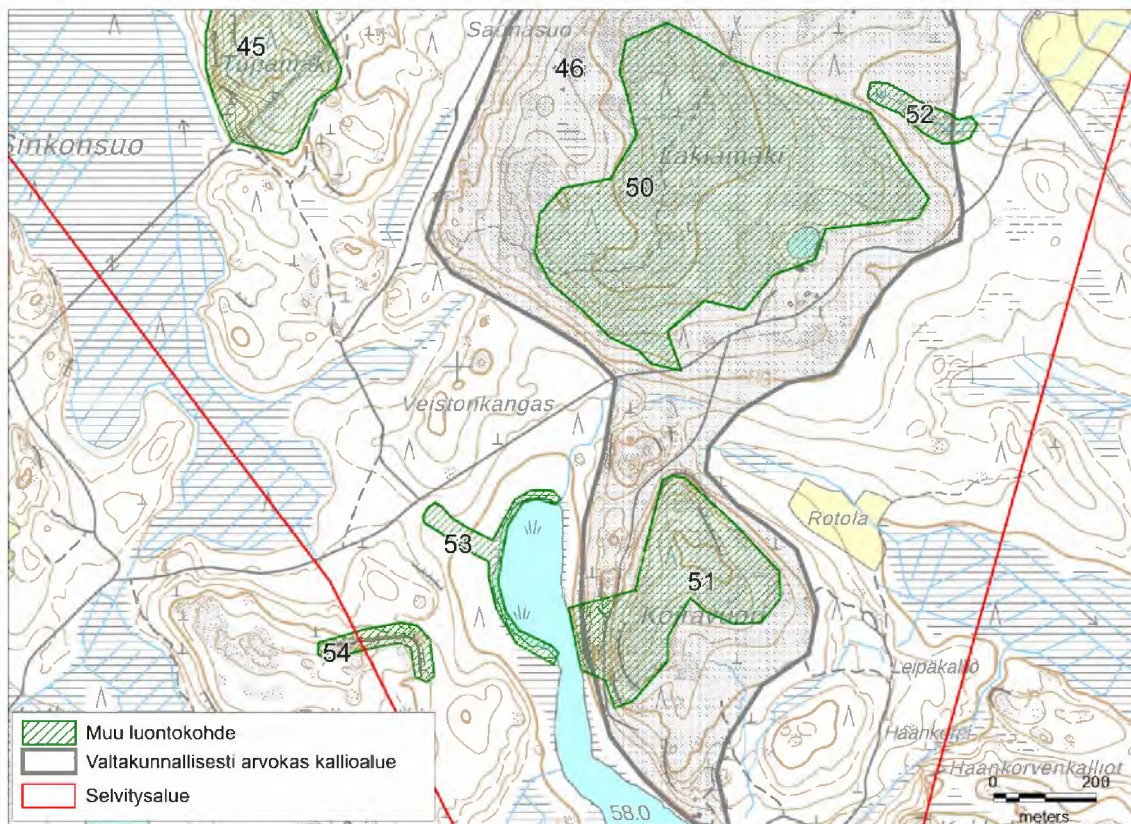 45
Saunasuo
46
52
Sinkonsuo
50
Veistonkangas
53
Rotola
51
54
Leipäkallio
Haankorvenkalliot
Muu luontokohde
Valtakunnallisesti arvokas kallioalue
Selvitysalue
58.0
0 200
meters